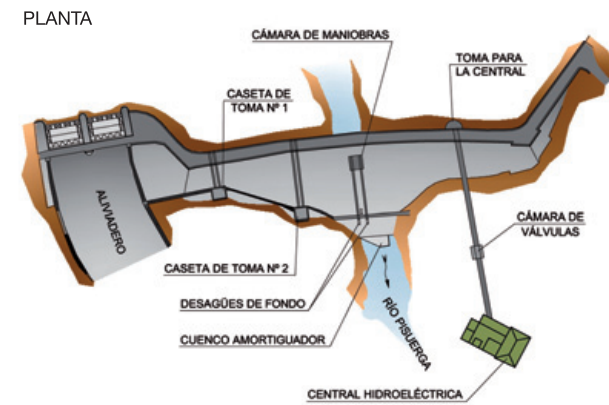 PLANTA
CÁMARA DE MANIOBRAS
TOMA PARA
LA CENTRAL
CASETA DE
TOMA Nº 1
ALIVIADERO
CÁMARA DE
VÁLVULAS
CASETA DE TOMA Nº 2
DESAGÜES DE FONDO
RÍO PISUERGA
CUENCO AMORTIGUADOR
CENTRAL HIDROELÉCTRICA